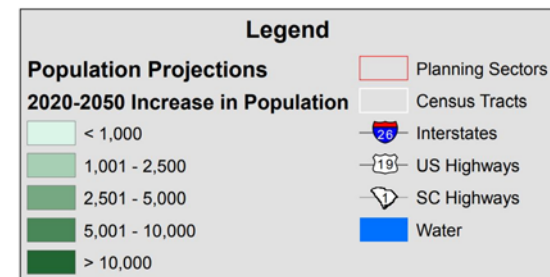 Legend
Population Projections
2020-2050 Increase in Population
< 1,000
1,001 - 2,500
2,501 - 5,000
5,001 - 10,000
> 10,000
Planning Sectors
Census Tracts
26 Interstates
19 US Highways
1 SC Highways
Water